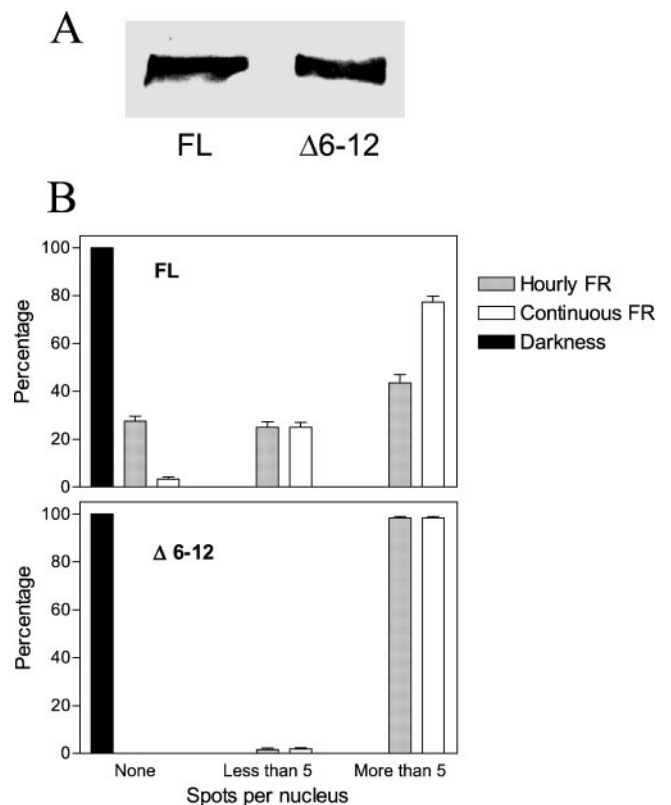 A
FL
Δ6-12
B
100
80
60
40
20
0
Percentage
FL
Hourly FR
Continuous FR
Darkness
100
80
60
40
20
0
Percentage
Δ 6-12
None
Less than 5
More than 5
Spots per nucleus